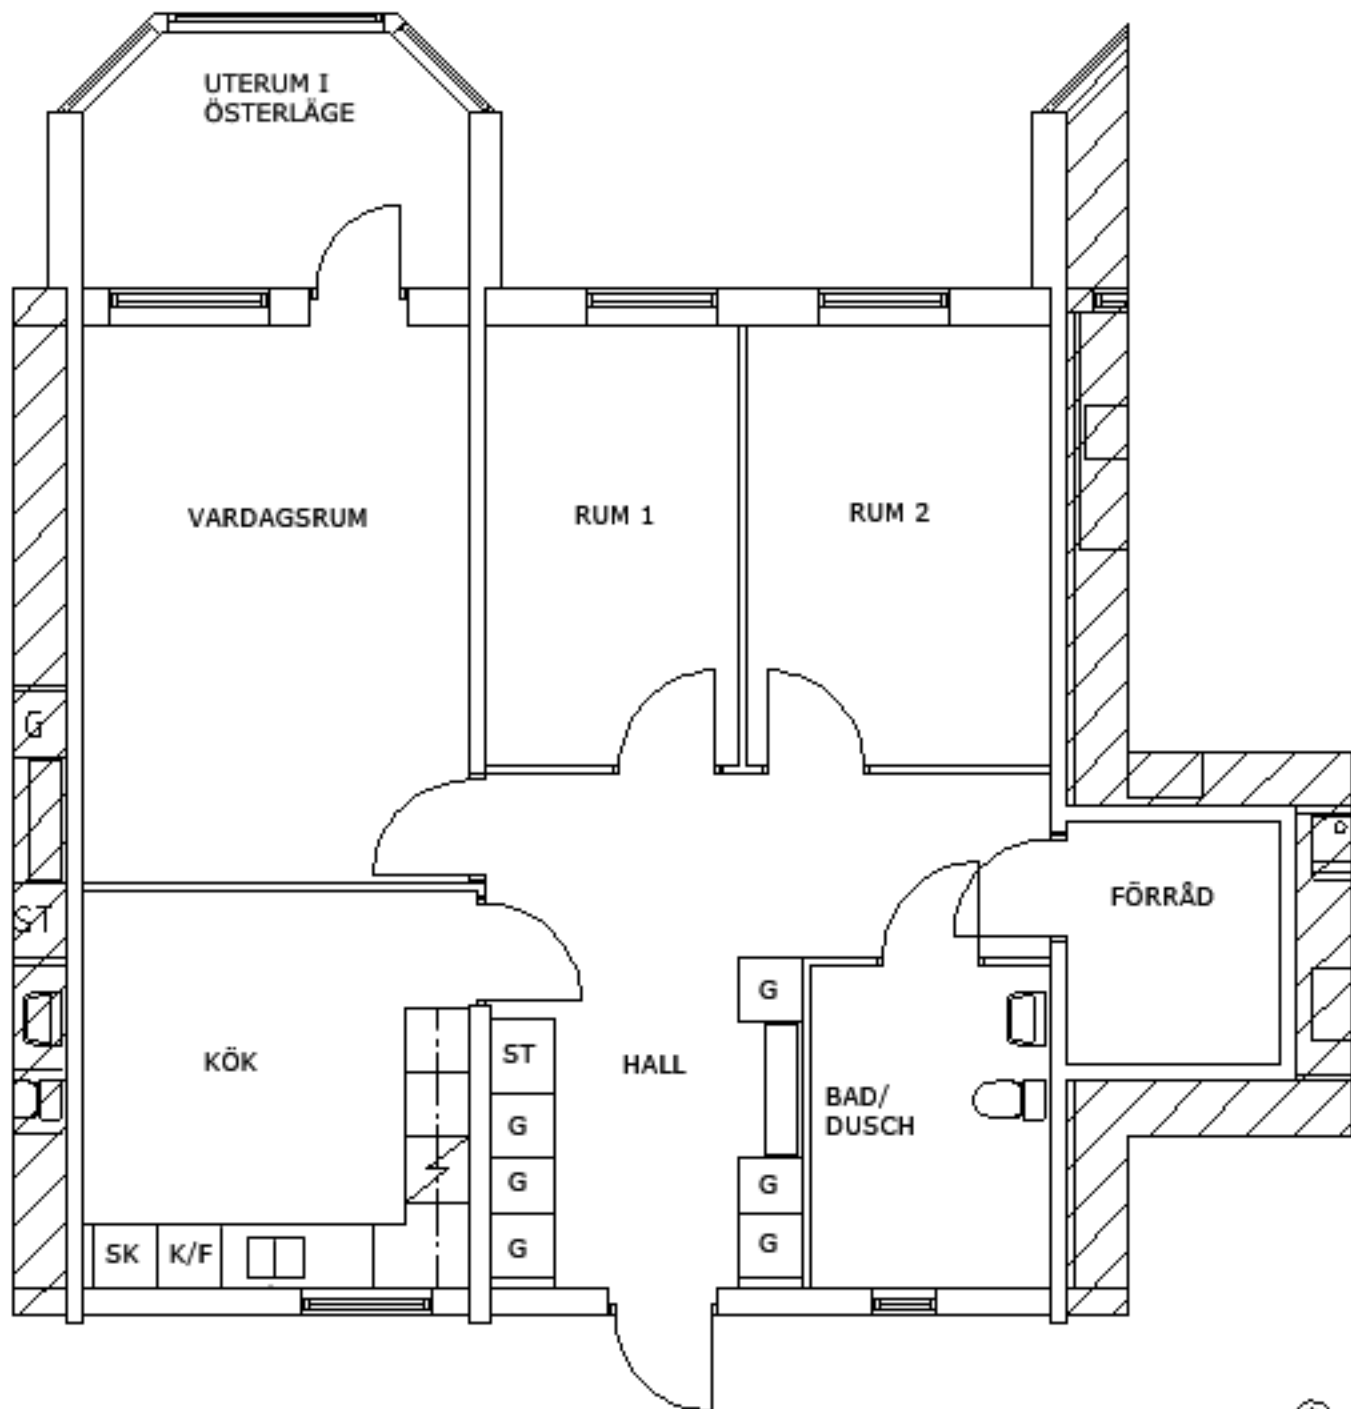 UTERUM I
ÖSTERLÄGE
VARDAGSRUM
RUM 1
RUM 2
G
ST
FÖRRÅD
KÖK
ST
G
G
G
HALL
G
G
G
BAD/
DUSCH
SK
K/F